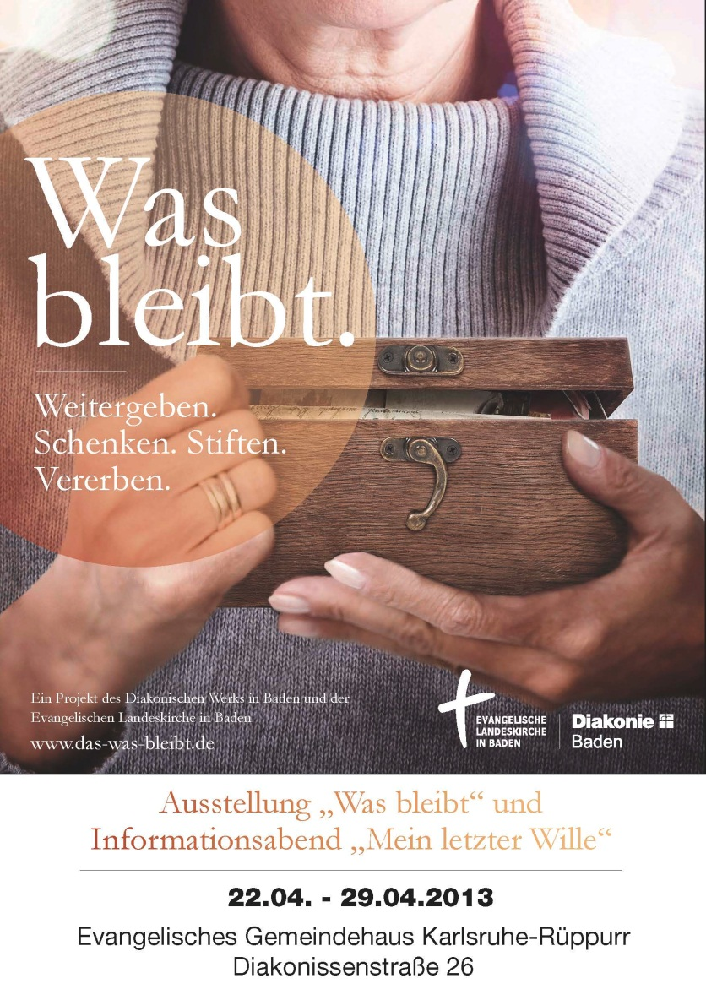 Was
bleibt.
Weitergeben.
Schenken. Stiften.
Vererben.
Ein Projekt des Diakonischen Werks in Baden und der
Evangelischen Landeskirche in Baden.
www.das-was-bleibt.de
EVANGELISCHE
LANDESKIRCHE
IN BADEN
Diakonie
Baden
Ausstellung „Was bleibt“ und
Informationsabend „Mein letzter Wille“
22.04. - 29.04.2013
Evangelisches Gemeindehaus Karlsruhe-Rüppurr
Diakonissenstraße 26